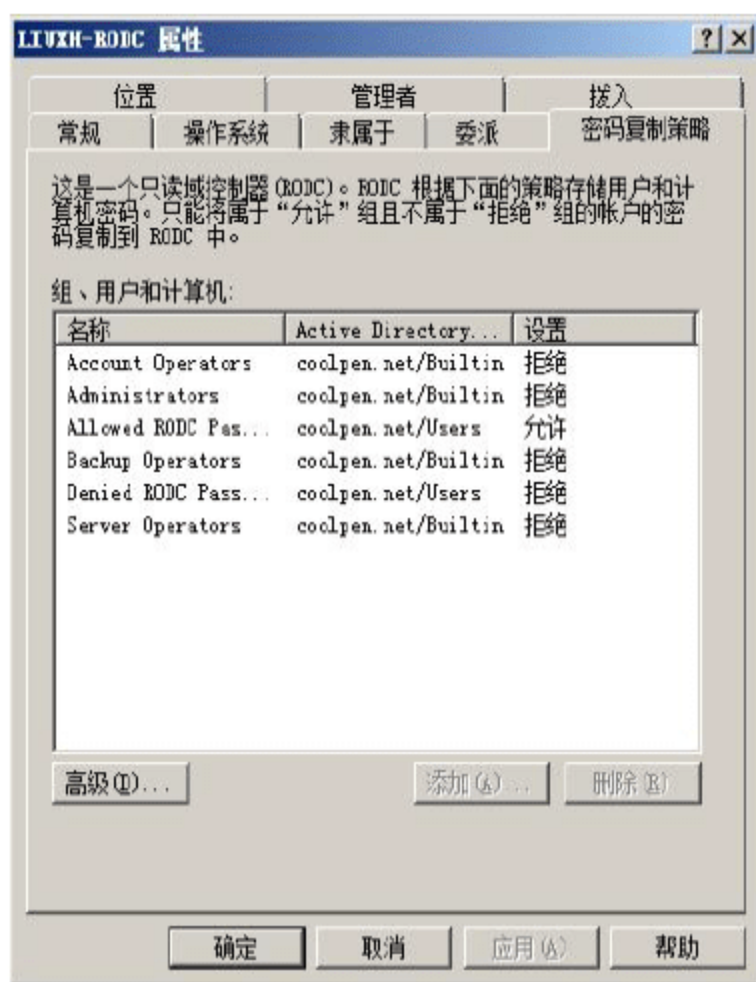 LIUXH-RODC 属性
位置 管理者 拨入
常规 操作系统 隶属于 委派 密码复制策略
这是一个只读域控制器(RODC)。RODC 根据下面的策略存储用户和计
算机密码。只能将属于“允许”组且不属于“拒绝”组的帐户的密
码复制到 RODC 中。
组、用户和计算机:
名称 Active Directory... 设置
Account Operators coolpen.net/Builtin 拒绝
Administrators coolpen.net/Builtin 拒绝
Allowed RODC Pas... coolpen.net/Users 允许
Backup Operators coolpen.net/Builtin 拒绝
Denied RODC Pass... coolpen.net/Users 拒绝
Server Operators coolpen.net/Builtin 拒绝
高级(D)... 添加(A)... 删除(R)
确定 取消 应用(A) 帮助